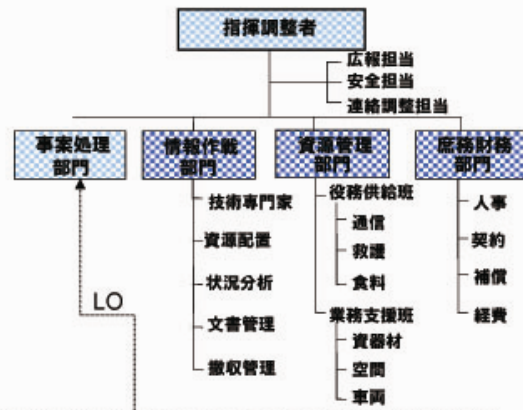 指揮調整者
広報担当
安全担当
連絡調整担当
事案処理
部門
情報作戦
部門
技術専門家
資源配置
状況分析
文書管理
撤収管理
資源管理
部門
役務供給班
通信
救護
食料
業務支援班
資器材
空間
車両
庶務財務
部門
人事
契約
補償
経費
LO